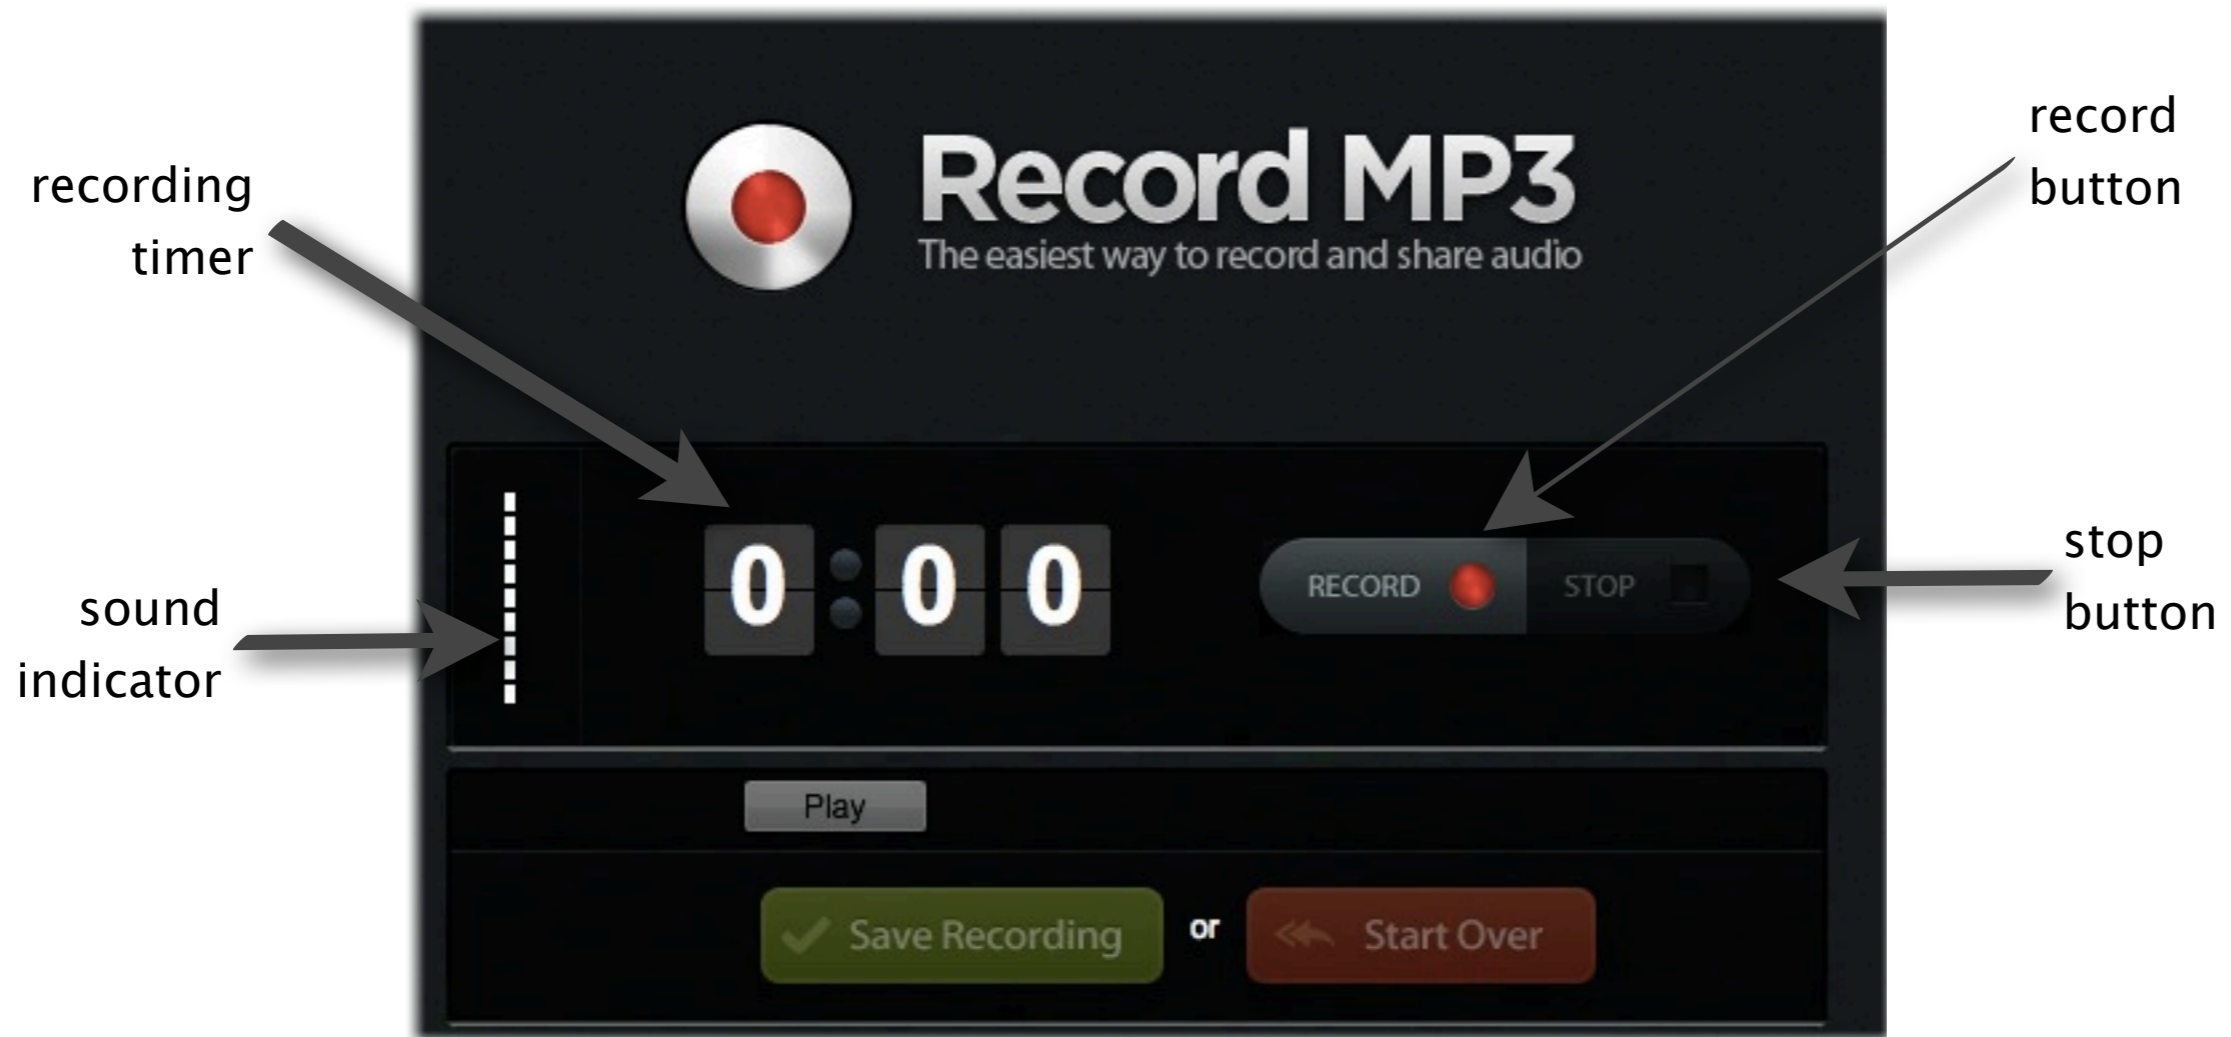 Record MP3
The easiest way to record and share audio
recording
timer
record
button
sound
indicator
0:00
RECORD
STOP
stop
button
Play
Save Recording
or
Start Over